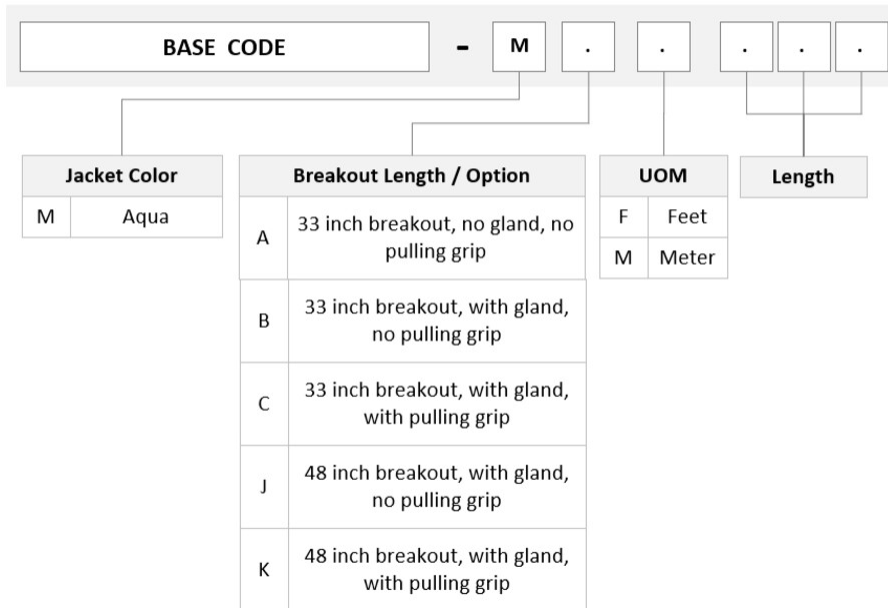 BASE CODE - M . . . . .
Jacket Color
M Aqua
Breakout Length / Option
A 33 inch breakout, no gland, no
pulling grip
B 33 inch breakout, with gland,
no pulling grip
C 33 inch breakout, with gland,
with pulling grip
J 48 inch breakout, with gland,
no pulling grip
K 48 inch breakout, with gland,
with pulling grip
UOM
F Feet
M Meter
Length